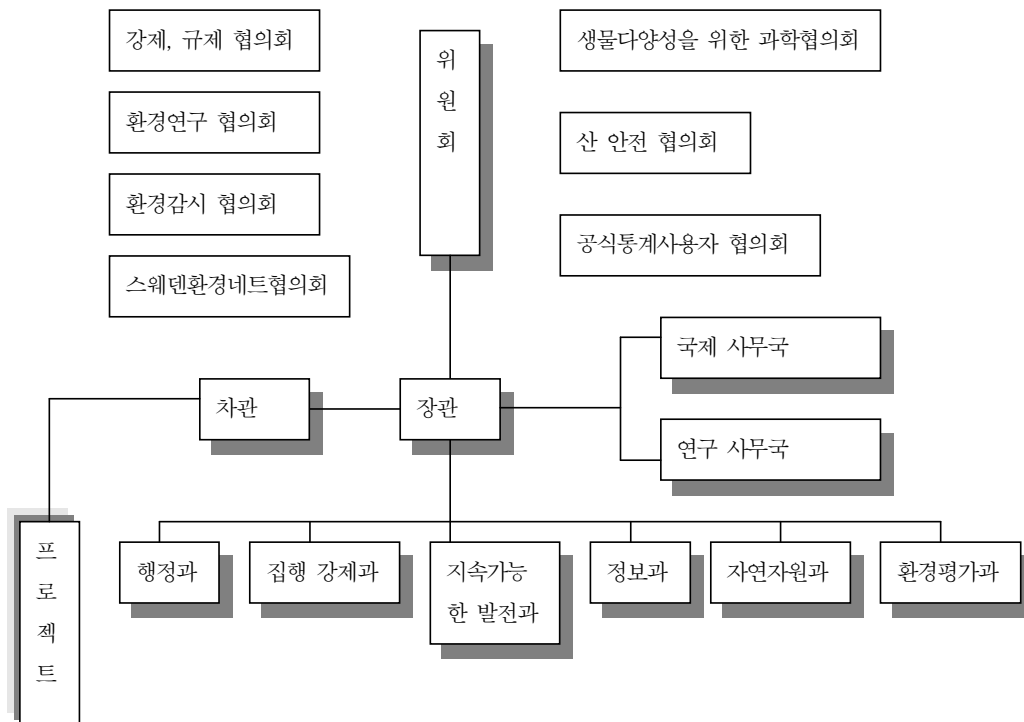 강제, 규제 협의회
환경연구 협의회
환경감시 협의회
스웨덴환경네트협의회
위
원
회
생물다양성을 위한 과학협의회
산 안전 협의회
공식통계사용자 협의회
국제 사무국
연구 사무국
차관
장관
프
로
젝
트
행정과
집행 강제과
지속가능
한 발전과
정보과
자연자원과
환경평가과